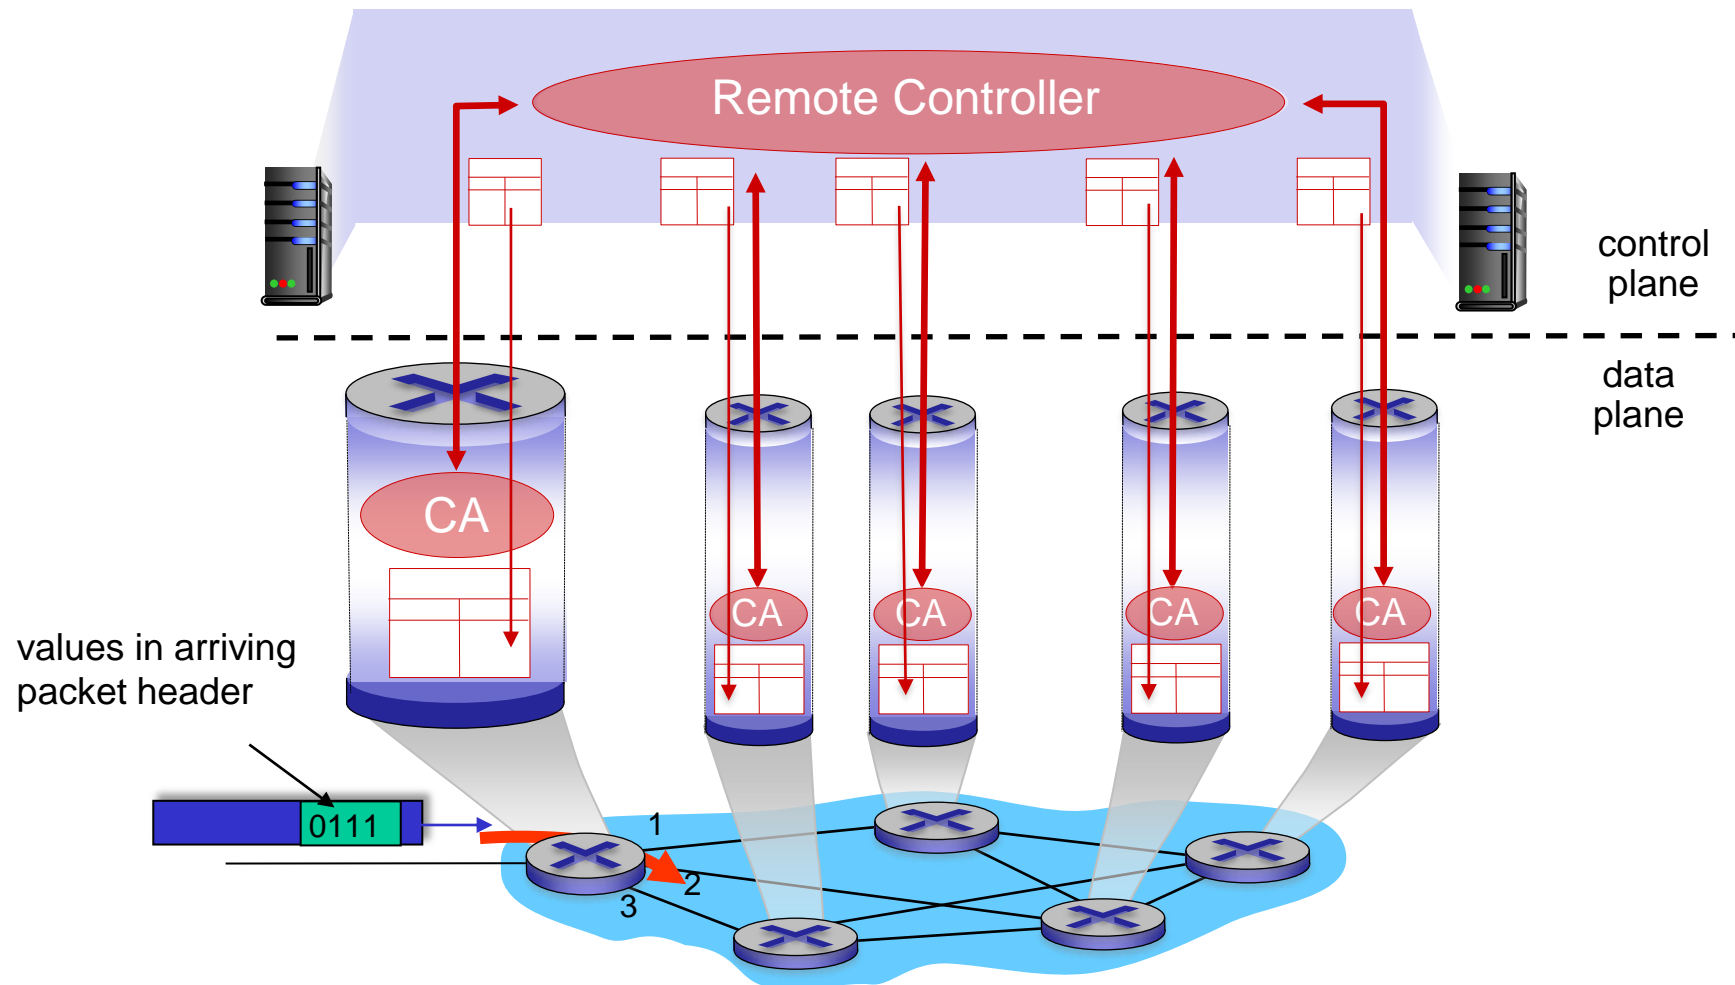 Remote Controller
control
plane
data
plane
CA
CA
CA
CA
CA
values in arriving
packet header
0111
1
2
3